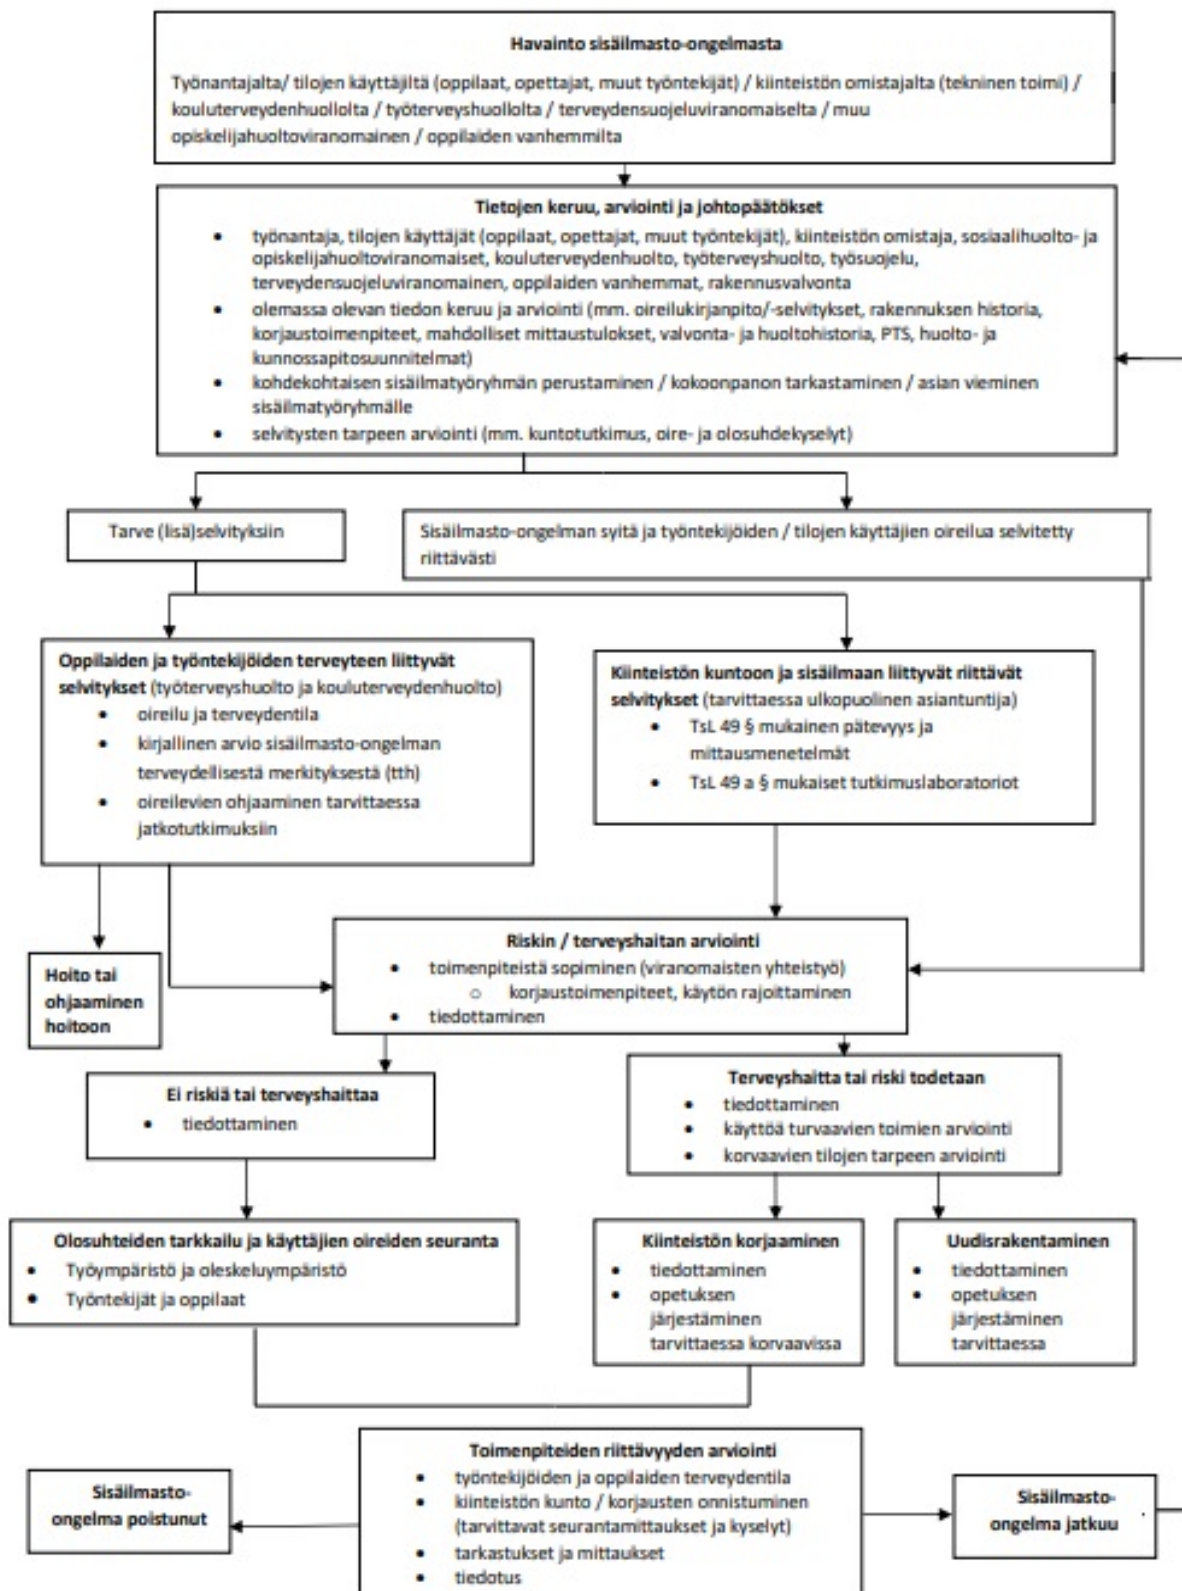 Havainto sisäilmasto-ongelmasta
Työnantajalta/ tilojen käyttäjiltä (oppilaat, opettajat, muut työntekijät) / kiinteistön omistajalta (tekninen toimi) /
kouluterveydenhuollolta / työterveyshuollolta / terveydensuojeluviranomaiselta / muu
opiskelijahuoltoviranomainen / oppilaiden vanhemmilta
Tietojen keruu, arviointi ja johtopäätökset
• työnantaja, tilojen käyttäjät (oppilaat, opettajat, muut työntekijät), kiinteistön omistaja, sosiaalihuolto- ja
opiskelijahuoltoviranomaiset, kouluterveydenhuolto, työterveyshuolto, työsuojelu,
terveydensuojeluviranomainen, oppilaiden vanhemmat, rakennusvalvonta
• olemassa olevan tiedon keruu ja arviointi (mm. oireilukirjanpito/-selvitykset, rakennuksen historia,
korjaustoimenpiteet, mahdolliset mittaustulokset, valvonta- ja huoltohistoria, PTS, huolto- ja
kunnossapitosuunnitelmat)
• kohdekohtaisen sisäilmatyöryhmän perustaminen / kokoonpanon tarkastaminen / asian vieminen
sisäilmatyöryhmälle
• selvitysten tarpeen arviointi (mm. kuntotutkimus, oire- ja olosuhdekyselyt)
Tarve (lisä)selvityksiin
Sisäilmasto-ongelman syitä ja työntekijöiden / tilojen käyttäjien oireilua selvitetty
riittävästi
Oppilaiden ja työntekijöiden terveyteen liittyvät
selvitykset (työterveyshuolto ja kouluterveydenhuolto)
• oireilu ja terveydentila
• kirjallinen arvio sisäilmasto-ongelman
terveydellisestä merkityksestä (tth)
• oireilevien ohjaaminen tarvittaessa
jatkotutkimuksiin
Kiinteistön kuntoon ja sisäilmaan liittyvät riittävät
selvitykset (tarvittaessa ulkopuolinen asiantuntija)
• TsL 49 § mukainen pätevyys ja
mittausmenetelmät
• TsL 49 a § mukaiset tutkimuslaboratoriot
Hoito tai
ohjaaminen
hoitoon
Riskin / terveyshaitan arviointi
• toimenpiteistä sopiminen (viranomaisten yhteistyö)
o korjaustoimenpiteet, käytön rajoittaminen
• tiedottaminen
Ei riskiä tai terveyshaittaa
• tiedottaminen
Terveyshaitta tai riski todetaan
• tiedottaminen
• käyttöä turvaavien toimien arviointi
• korvaavien tilojen tarpeen arviointi
Olosuhteiden tarkkailu ja käyttäjien oireiden seuranta
• Työympäristö ja oleskeluympäristö
• Työntekijät ja oppilaat
Kiinteistön korjaaminen
• tiedottaminen
• opetuksen
järjestäminen
tarvittaessa korvaavissa
Uudisrakentaminen
• tiedottaminen
• opetuksen
järjestäminen
tarvittaessa
Toimenpiteiden riittävyyden arviointi
• työntekijöiden ja oppilaiden terveydentila
• kiinteistön kunto / korjausten onnistuminen
(tarvittavat seurantamittaukset ja kyselyt)
• tarkastukset ja mittaukset
• tiedotus
Sisäilmasto-
ongelma poistunut
Sisäilmasto-
ongelma jatkuu